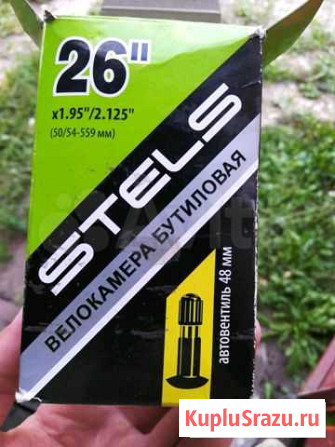 26"
x1.95"/2.125"
(50/54-559 мм)
STELS
ВЕЛОКАМЕРА БУТИЛОВАЯ
автовентиль 48 мм
KupluSrazu.ru